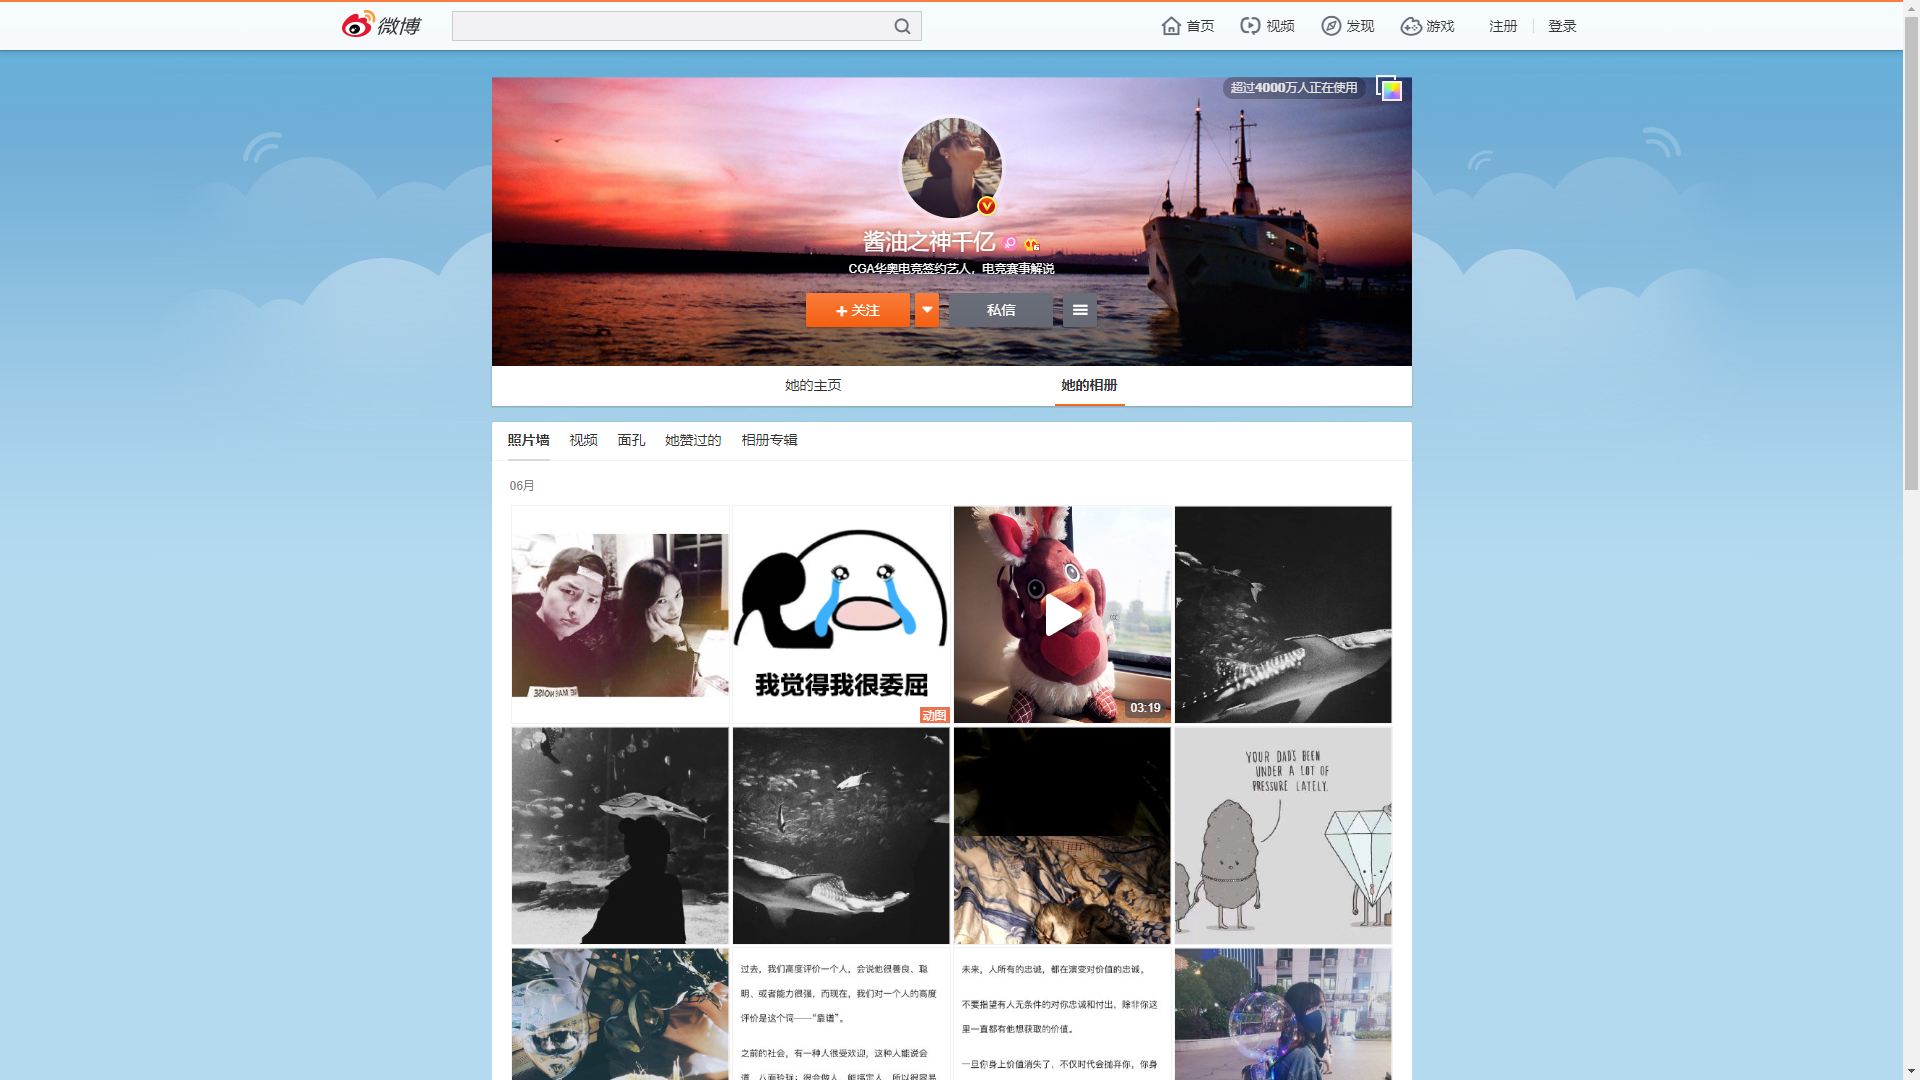 微博
首页
视频
发现
游戏
注册
登录
超过4000万人正在使用
酱油之神千亿
CGA华奥电竞签约艺人，电竞赛事解说
+关注
私信
她的主页
她的相册
照片墙
视频
面孔
她赞过的
相册专辑
06月
我觉得我很委屈
动图
03:19
YOUR DAD'S BEEN
UNDER A LOT OF
PRESSURE LATELY.
过去，我们高度评价一个人，会说他很善良、聪
明、或者能力很强，而现在，我们对一个人的高度
评价是这个词——“靠谱”。
之前的社会，有一种人很受欢迎，这种人能说会
道，八面玲珑；很会做人，能搞定人，所以很容易
未来，人所有的忠诚，都在演变对价值的忠诚。
不要指望有人无条件的对你忠诚和付出，除非你这
里一直都有他想获取的价值。
一旦你身上价值消失了，不仅时代会抛弃你，你身